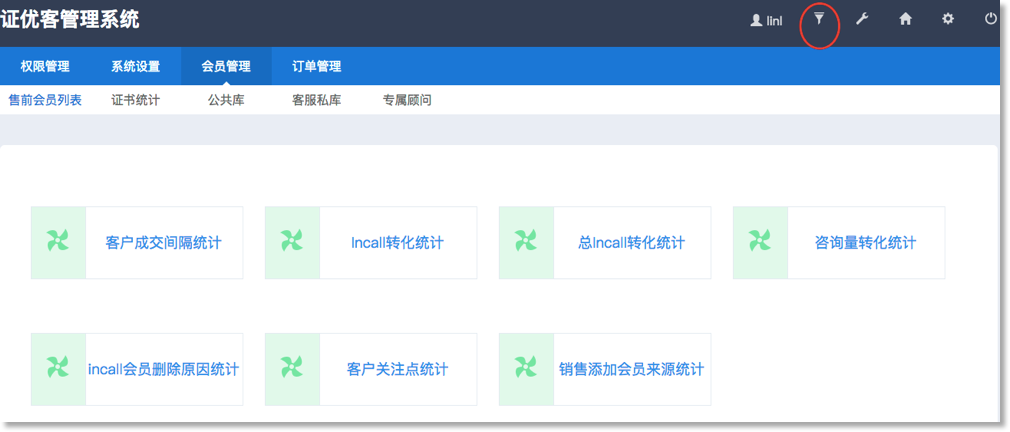 证优客管理系统
linl
权限管理 系统设置 会员管理 订单管理
售前会员列表 证书统计 公共库 客服私库 专属顾问
客户成交间隔统计 Incall转化统计 总Incall转化统计 咨询量转化统计
incall会员删除原因统计 客户关注点统计 销售添加会员来源统计